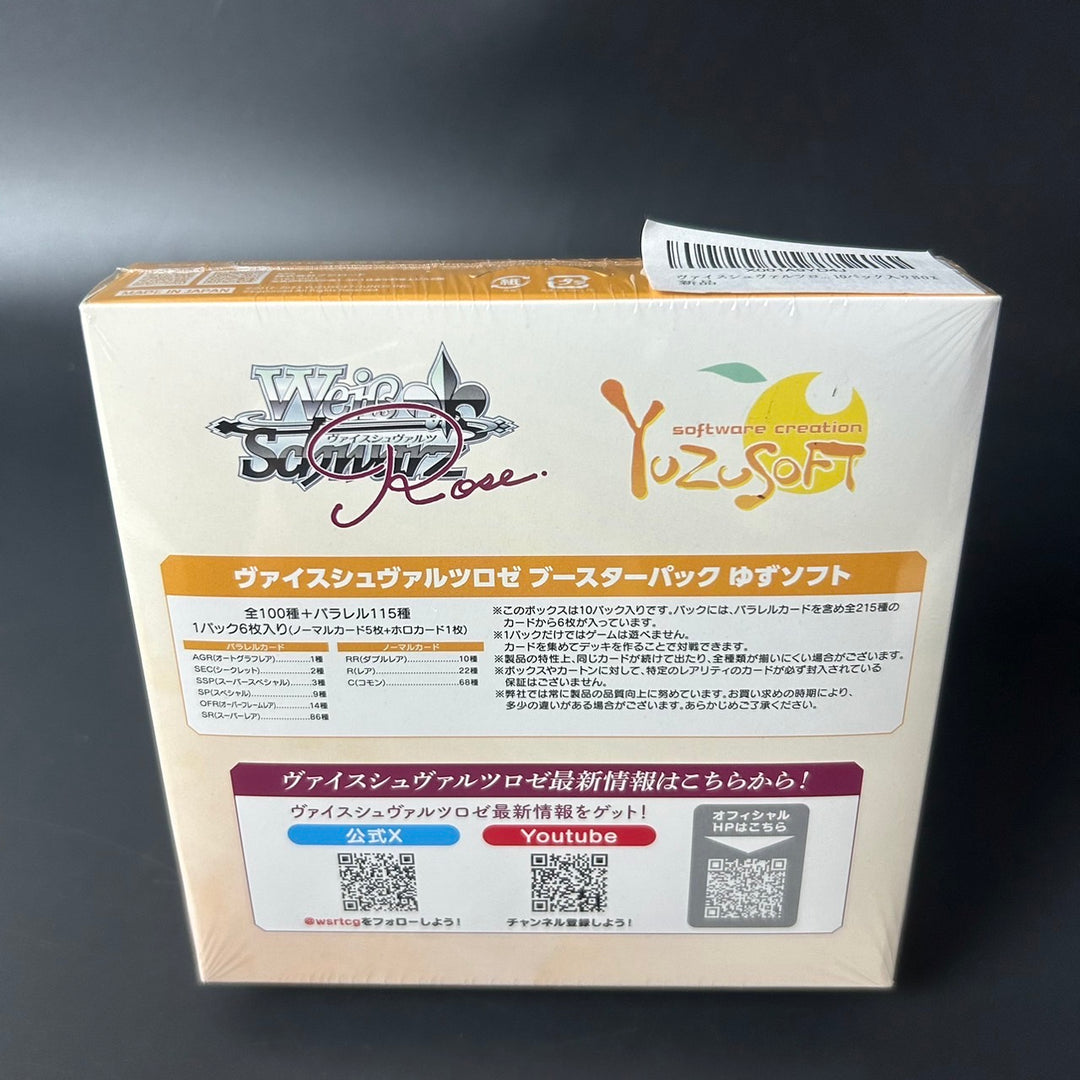 ヴァイスシュヴァルツロ... 10パック入りBOX
新品
MADE IN JAPAN
Weiß
Schwarz
ヴァイスシュヴァルツ
Rose.
software creation
YUZUSOFT
ヴァイスシュヴァルツロゼ ブースターパック ゆずソフト
全100種+パラレル115種
1パック6枚入り(ノーマルカード5枚+ホロカード1枚)
パラレルカード
AGR(オートグラフレア)..........1種
SEC(シークレット)..........2種
SSP(スーパースペシャル)..........3種
SP(スペシャル)..........9種
OFR(オーバーフレームレア)..........14種
SR(スーパーレア)..........86種
ノーマルカード
RR(ダブルレア)..........10種
R(レア)..........22種
C(コモン)..........68種
※このボックスは10パック入りです。パックには、パラレルカードを含め全215種の
カードから6枚が入っています。
※1パックだけではゲームは遊べません。
カードを集めてデッキを作ることで対戦できます。
※製品の特性上、同じカードが続けて出たり、全種類が揃いにくい場合がございます。
※ボックスやカートンに対して、特定のレアリティのカードが必ず封入されている
保証はございません。
※弊社では常に製品の品質向上に努めています。お買い求めの時期により、
多少の違いがある場合がございます。あらかじめご了承ください。
ヴァイスシュヴァルツロゼ最新情報はこちらから!
ヴァイスシュヴァルツロゼ最新情報をゲット!
公式X
@wsrtcgをフォローしよう!
Youtube
チャンネル登録しよう!
オフィシャル
HPはこちら